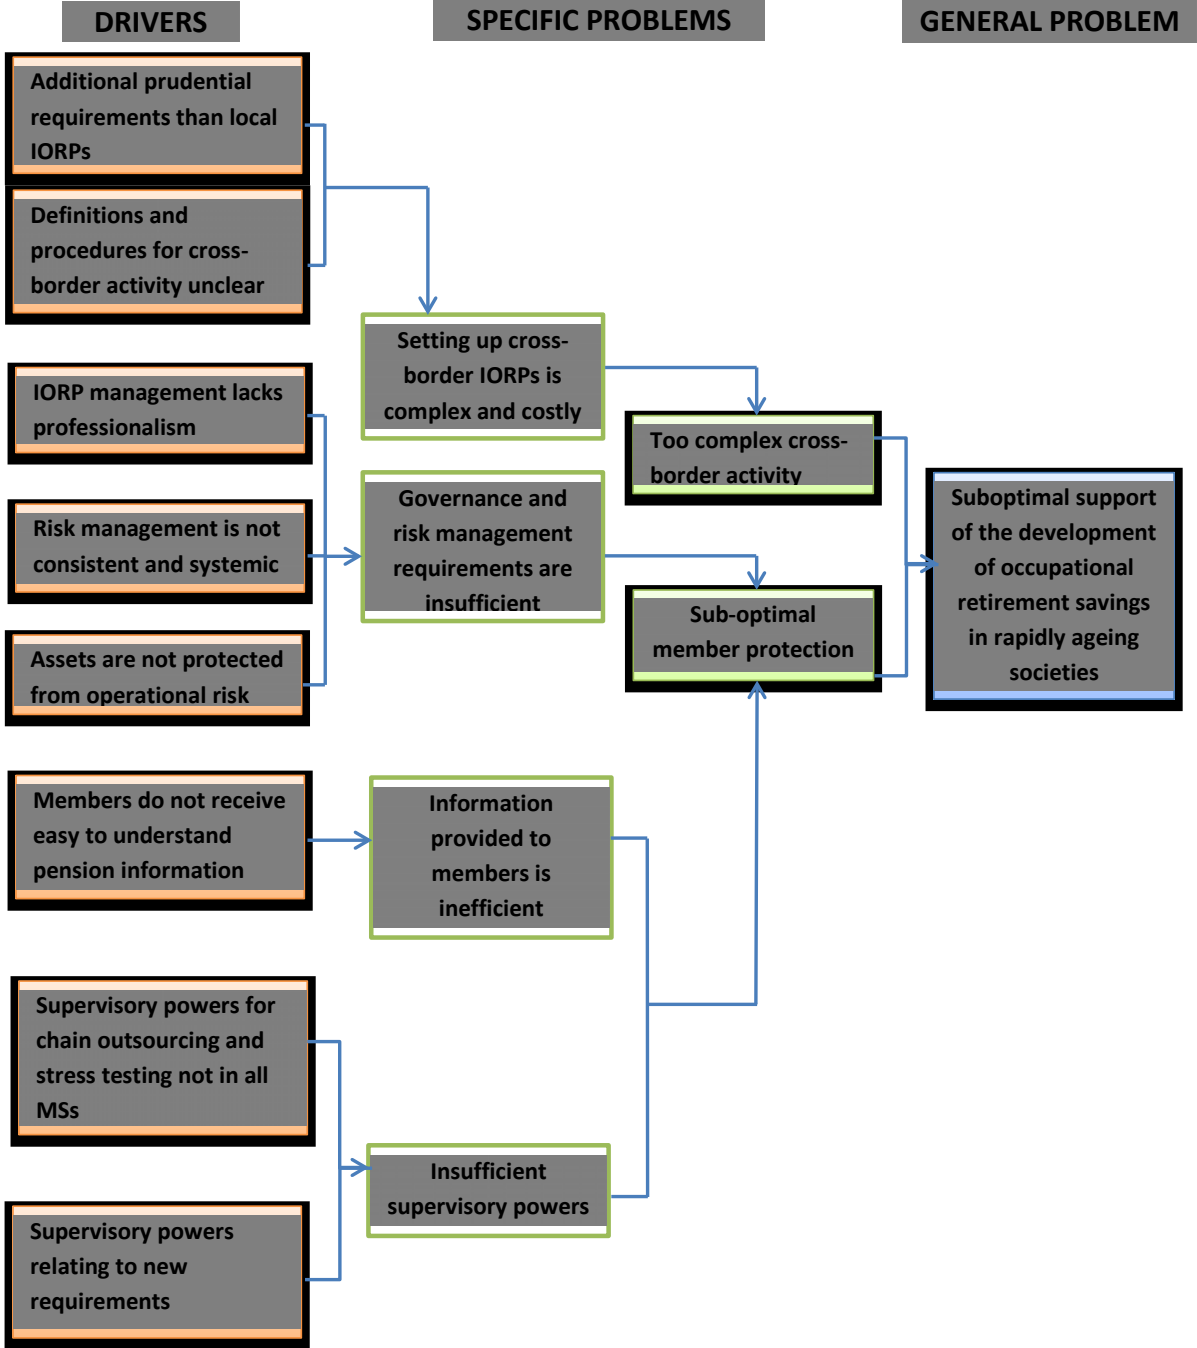 DRIVERS
SPECIFIC PROBLEMS
GENERAL PROBLEM
Additional prudential
requirements than local
IORPs
Definitions and
procedures for cross-
border activity unclear
IORP management lacks
professionalism
Risk management is not
consistent and systemic
Assets are not protected
from operational risk
Members do not receive
easy to understand
pension information
Supervisory powers for
chain outsourcing and
stress testing not in all
MSs
Supervisory powers
relating to new
requirements
Setting up cross-
border IORPs is
complex and costly
Governance and
risk management
requirements are
insufficient
Information
provided to
members is
inefficient
Insufficient
supervisory powers
Too complex cross-
border activity
Sub-optimal
member protection
Suboptimal support
of the development
of occupational
retirement savings
in rapidly ageing
societies